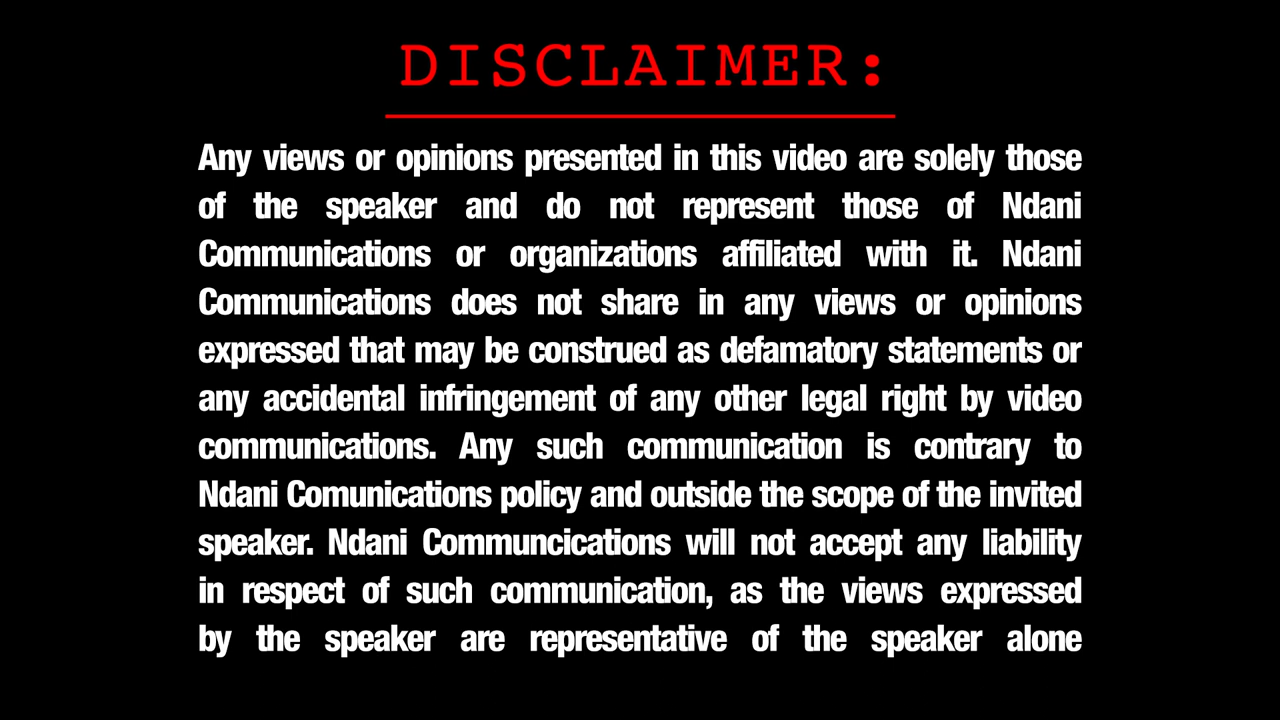 DISCLAIMER:
Any views or opinions presented in this video are solely those
of the speaker and do not represent those of Ndani
Communications or organizations affiliated with it. Ndani
Communications does not share in any views or opinions
expressed that may be construed as defamatory statements or
any accidental infringement of any other legal right by video
communications. Any such communication is contrary to
Ndani Comunications policy and outside the scope of the invited
speaker. Ndani Communcications will not accept any liability
in respect of such communication, as the views expressed
by the speaker are representative of the speaker alone